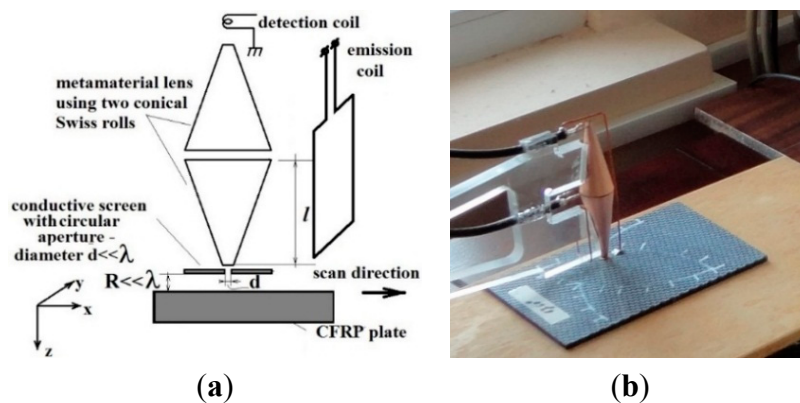 detection coil
emission
coil
metamaterial lens
using two conical
Swiss rolls
l
conductive screen
with circular
aperture -
diameter d<<λ
R<<λ
d
scan direction
y
x
z
CFRP plate
(a)
(b)